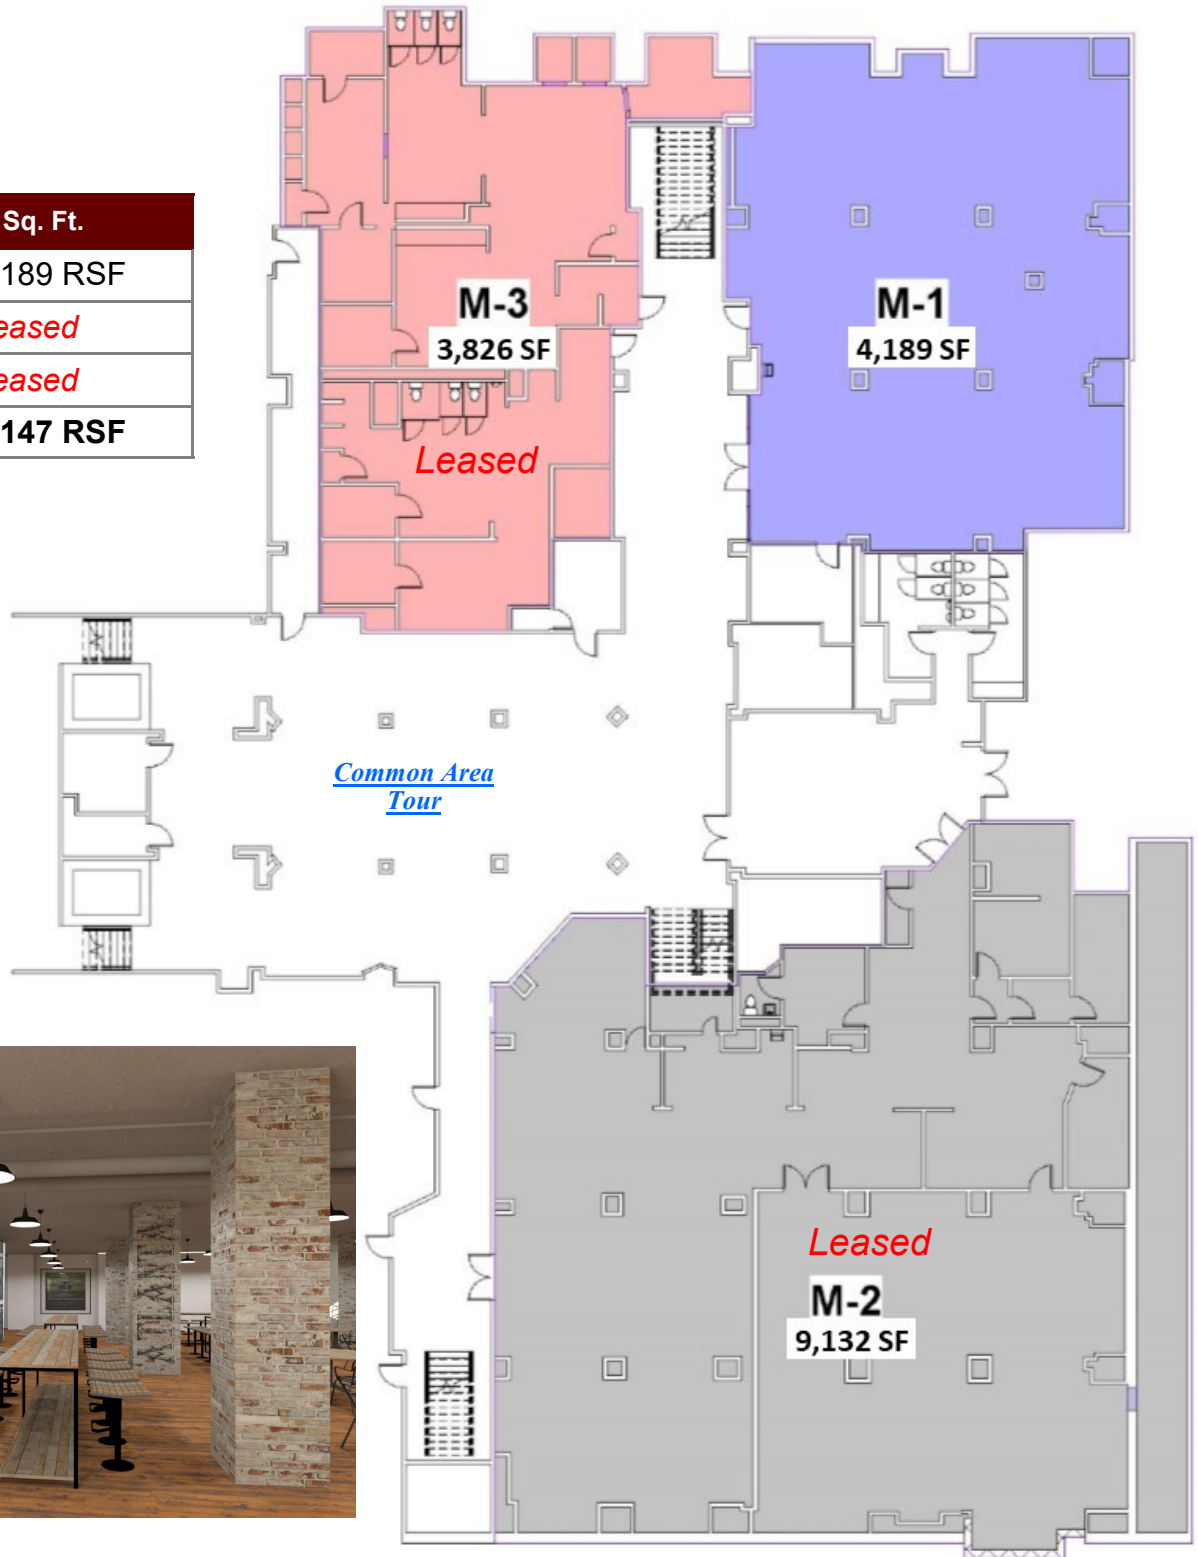 Sq. Ft.
189 RSF
eased
eased
147 RSF
M-3
3,826 SF
Leased
M-1
4,189 SF
Common Area
Tour
Leased
M-2
9,132 SF